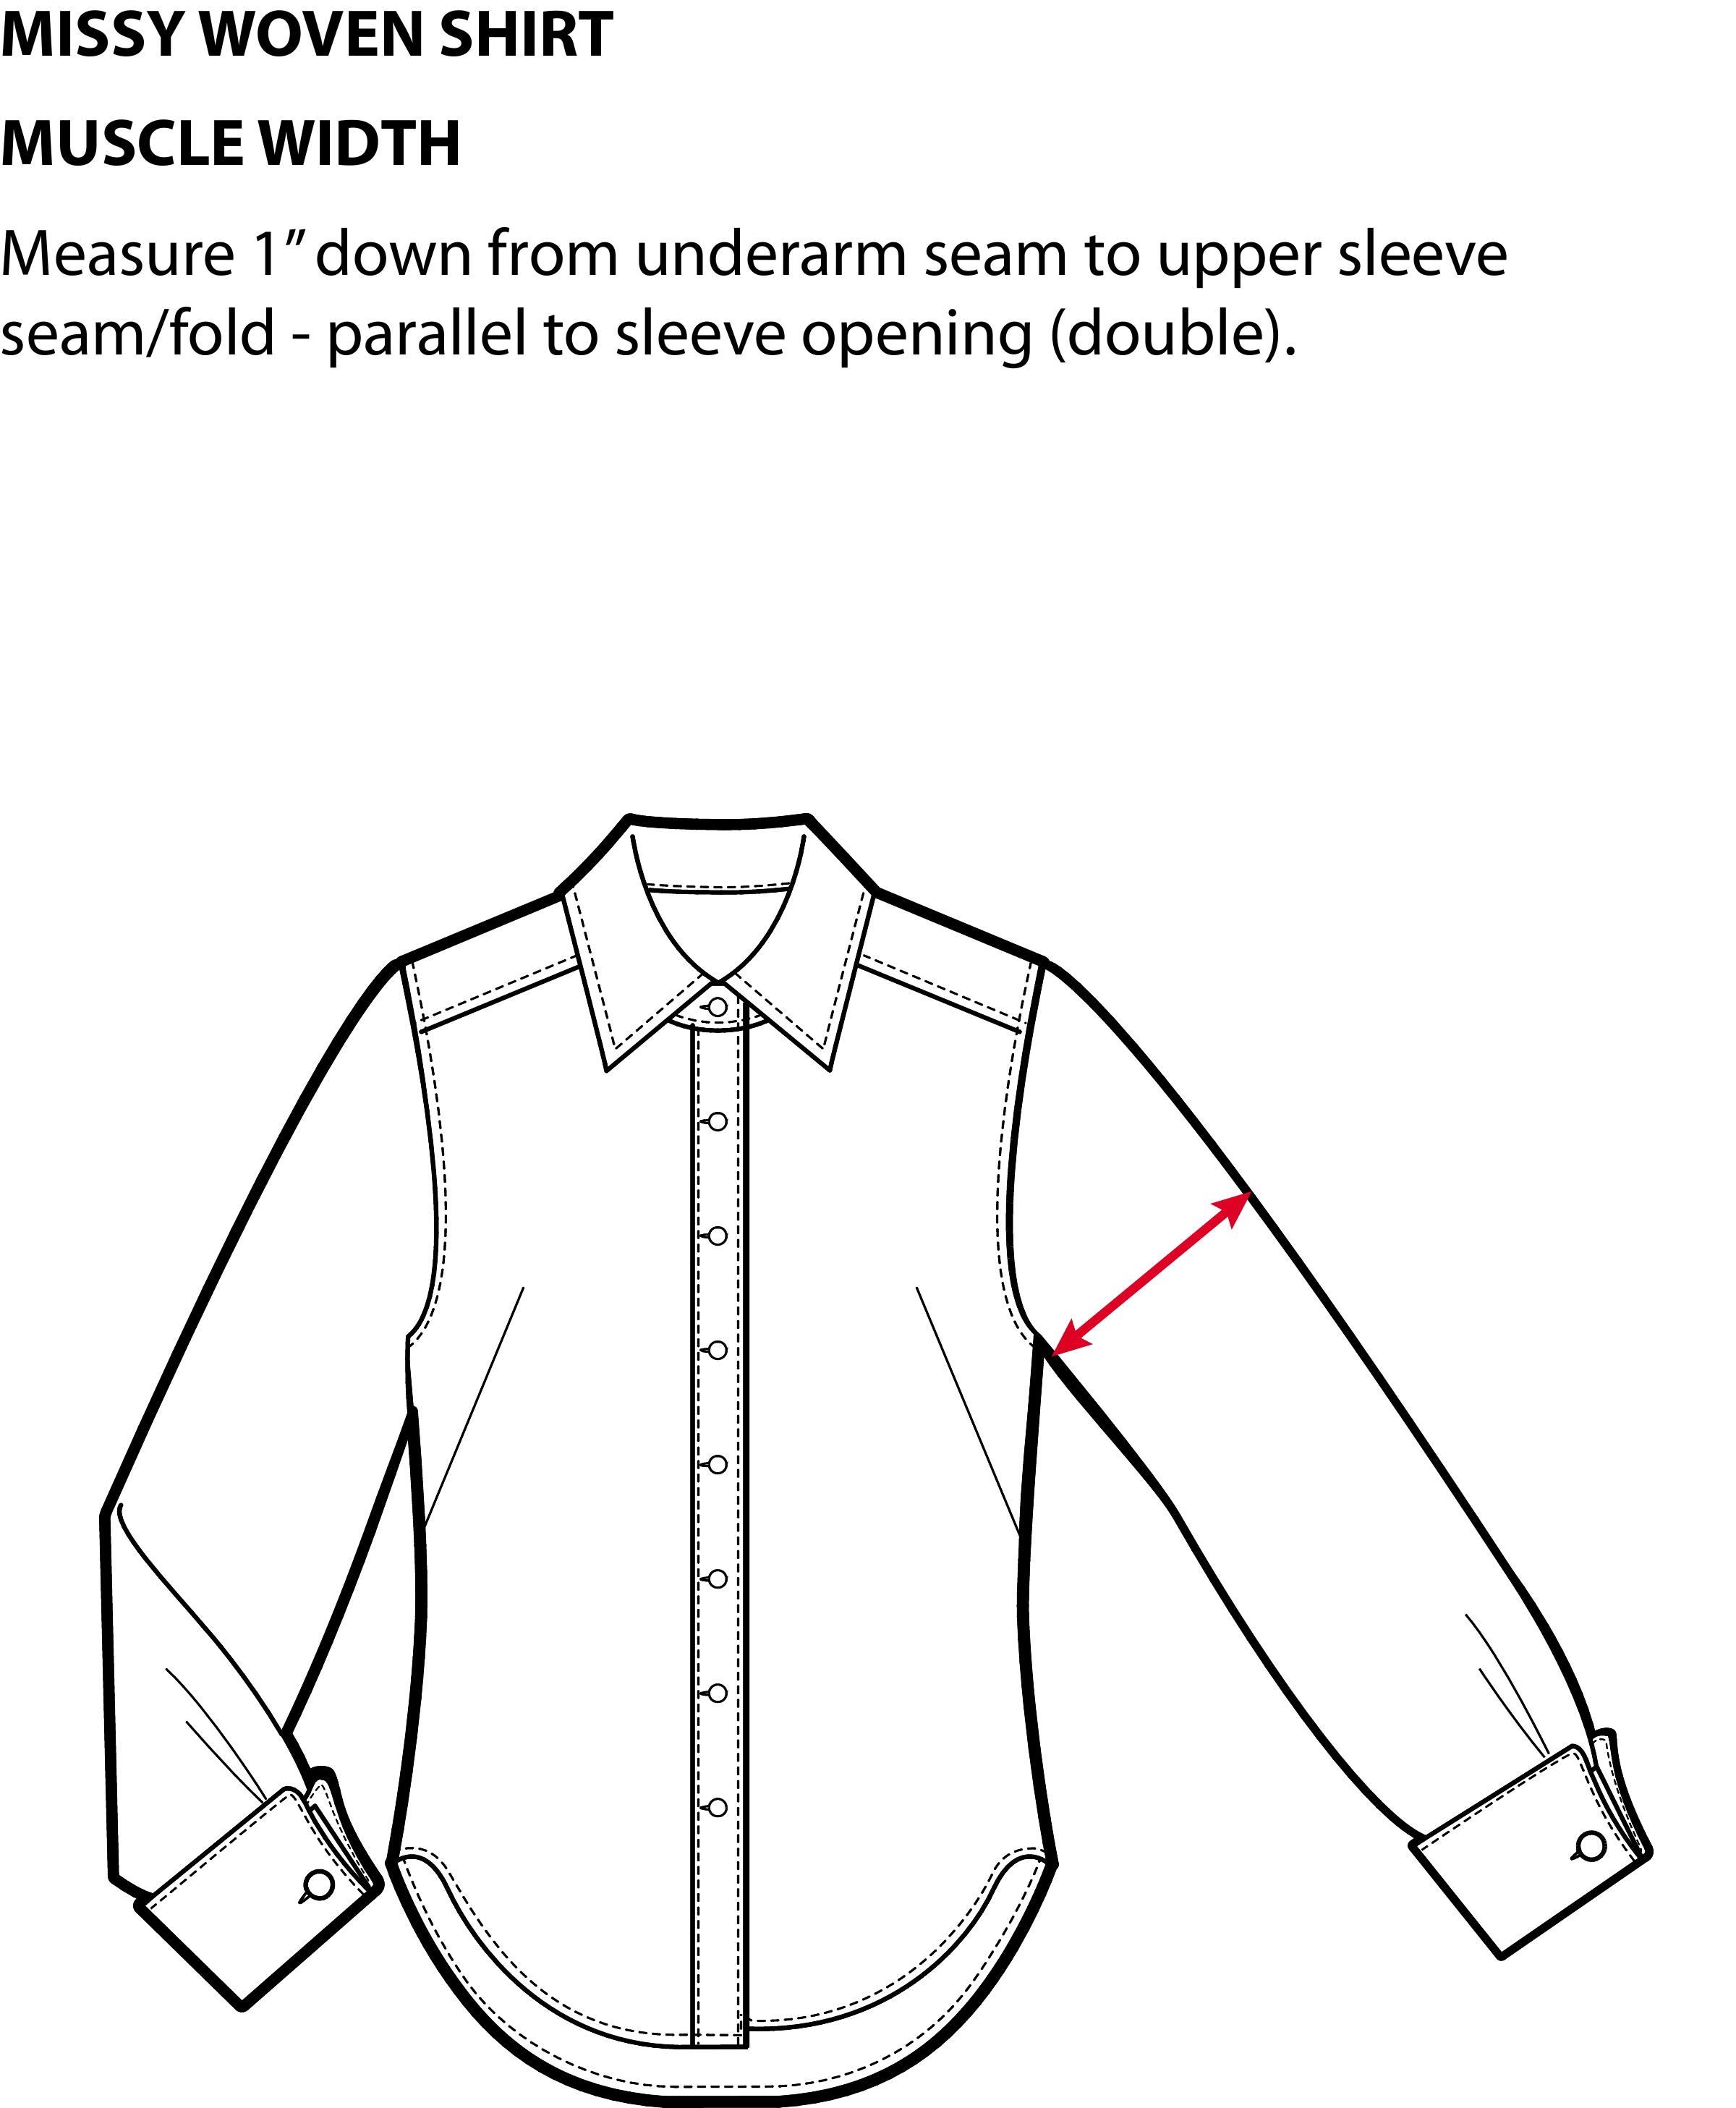 MISSY WOVEN SHIRT
MUSCLE WIDTH
Measure 1” down from underarm seam to upper sleeve
seam/fold - parallel to sleeve opening (double).